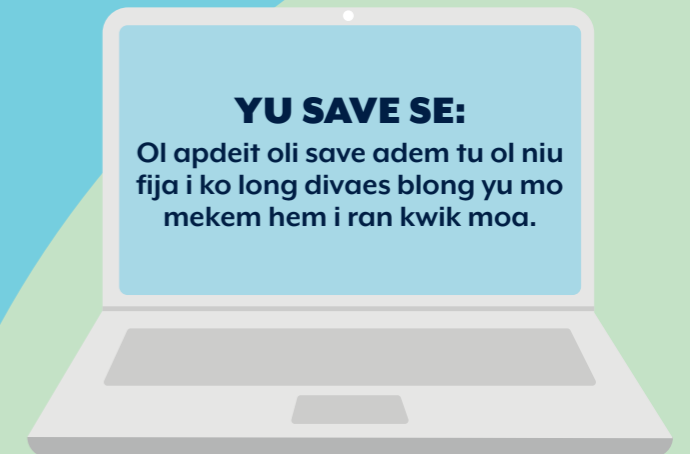 YU SAVE SE:
Ol apdeit oli save adem tu ol niu
fija i ko long divaes blong yu mo
mekem hem i ran kwik moa.